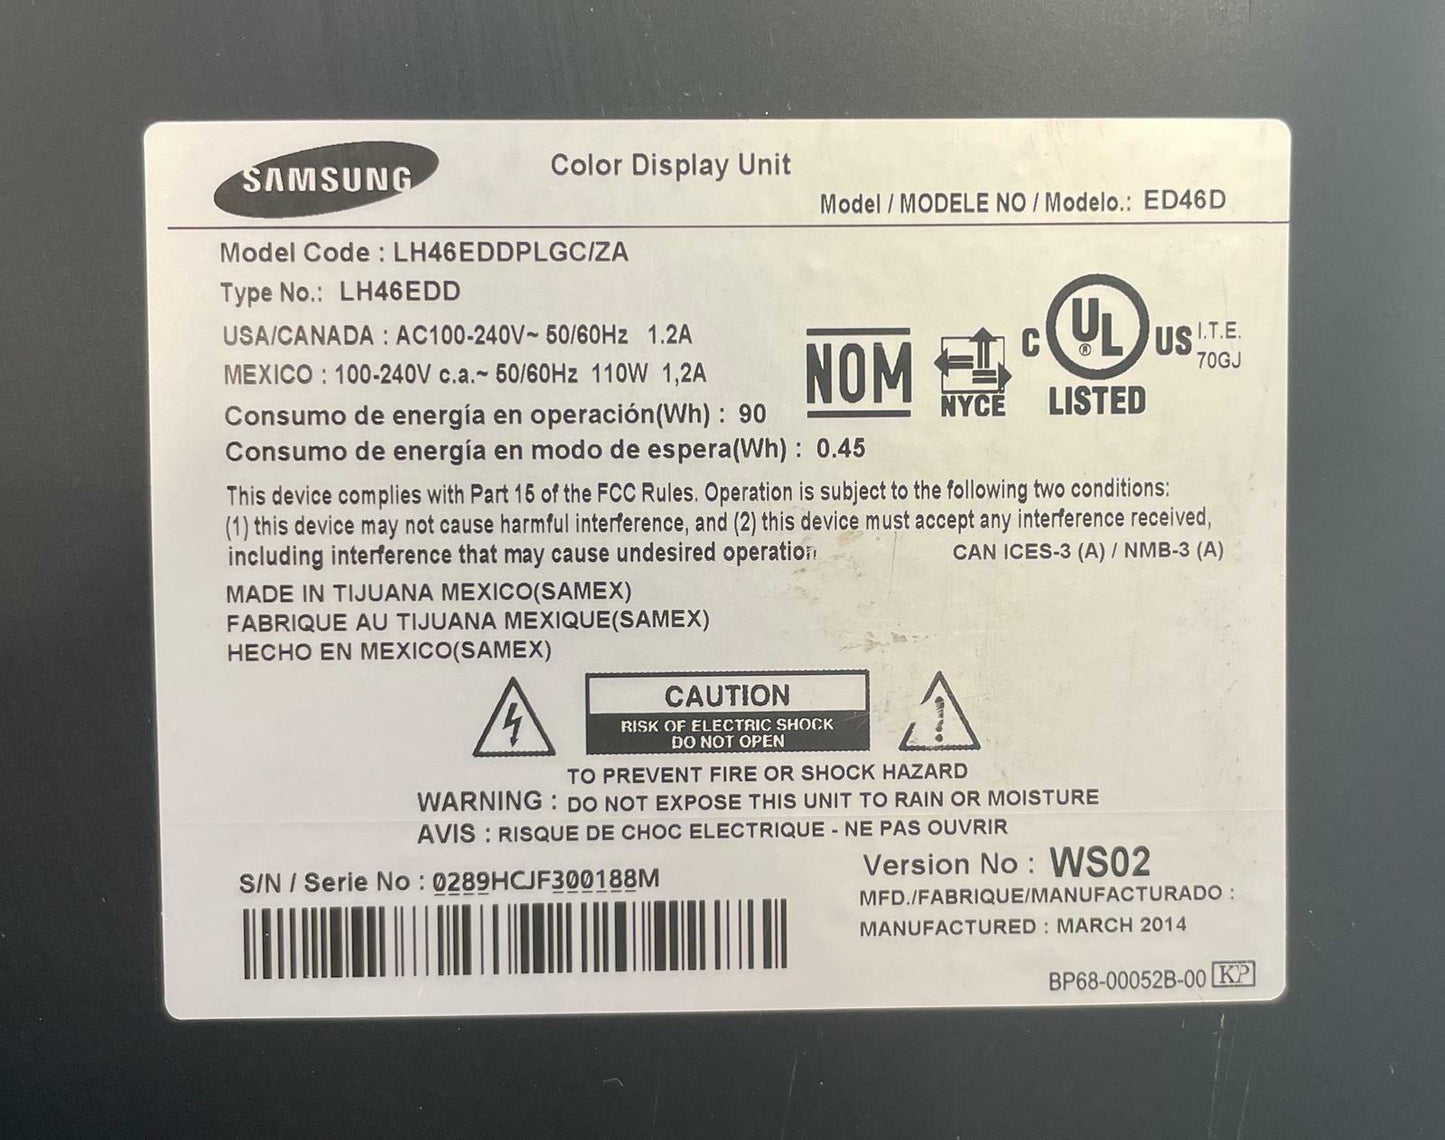 SAMSUNG
Color Display Unit
Model / MODELE NO / Modelo.: ED46D
Model Code : LH46EDDPLGC/ZA
Type No.: LH46EDD
USA/CANADA : AC100-240V~ 50/60Hz 1.2A
MEXICO : 100-240V c.a.~ 50/60Hz 110W 1,2A
Consumo de energía en operación(Wh) : 90
Consumo de energía en modo de espera(Wh) : 0.45
NOM
NYCE
C UL ® US
LISTED
I.T.E.
70GJ
This device complies with Part 15 of the FCC Rules. Operation is subject to the following two conditions:
(1) this device may not cause harmful interference, and (2) this device must accept any interference received,
including interference that may cause undesired operation
CAN ICES-3 (A) / NMB-3 (A)
MADE IN TIJUANA MEXICO(SAMEX)
FABRIQUE AU TIJUANA MEXIQUE(SAMEX)
HECHO EN MEXICO(SAMEX)
CAUTION
RISK OF ELECTRIC SHOCK
DO NOT OPEN
!
TO PREVENT FIRE OR SHOCK HAZARD
WARNING : DO NOT EXPOSE THIS UNIT TO RAIN OR MOISTURE
AVIS : RISQUE DE CHOC ELECTRIQUE - NE PAS OUVRIR
S/N / Serie No : 0289HCJF300188M
Version No : WS02
MFD./FABRIQUE/MANUFACTURADO :
MANUFACTURED : MARCH 2014
BP68-00052B-00 KP